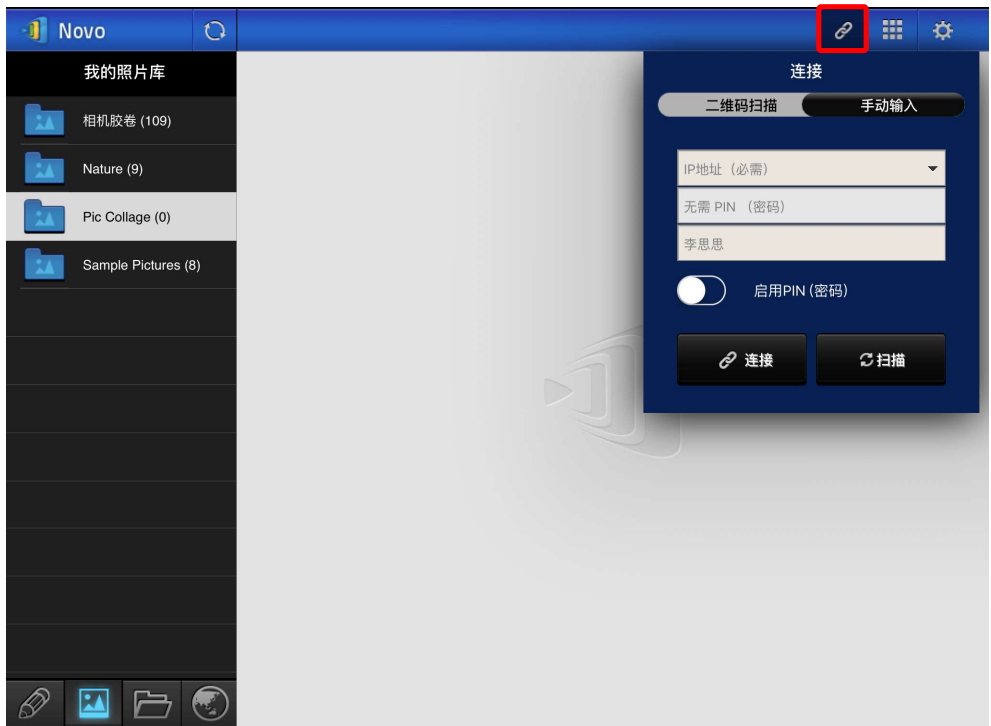 Novo
我的照片库
相机胶卷 (109)
Nature (9)
Pic Collage (0)
Sample Pictures (8)
连接
二维码扫描
手动输入
IP地址（必需）
无需 PIN （密码）
李思思
启用PIN (密码)
连接
扫描